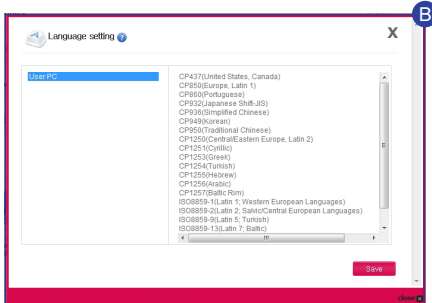 B
Language setting ?
X
User PC
CP437(United States, Canada)
CP850(Europe, Latin 1)
CP860(Portuguese)
CP932(Japanese Shift-JIS)
CP936(Simplified Chinese)
CP949(Korean)
CP950(Traditional Chinese)
CP1250(Central/Eastern Europe, Latin 2)
CP1251(Cyrillic)
CP1253(Greek)
CP1254(Turkish)
CP1255(Hebrew)
CP1256(Arabic)
CP1257(Baltic Rim)
ISO8859-1(Latin 1; Western European Languages)
ISO8859-2(Latin 2; Salvic/Central European Languages)
ISO8859-9(Latin 5; Turkish)
ISO8859-13(Latin 7; Baltic)
Save
close x